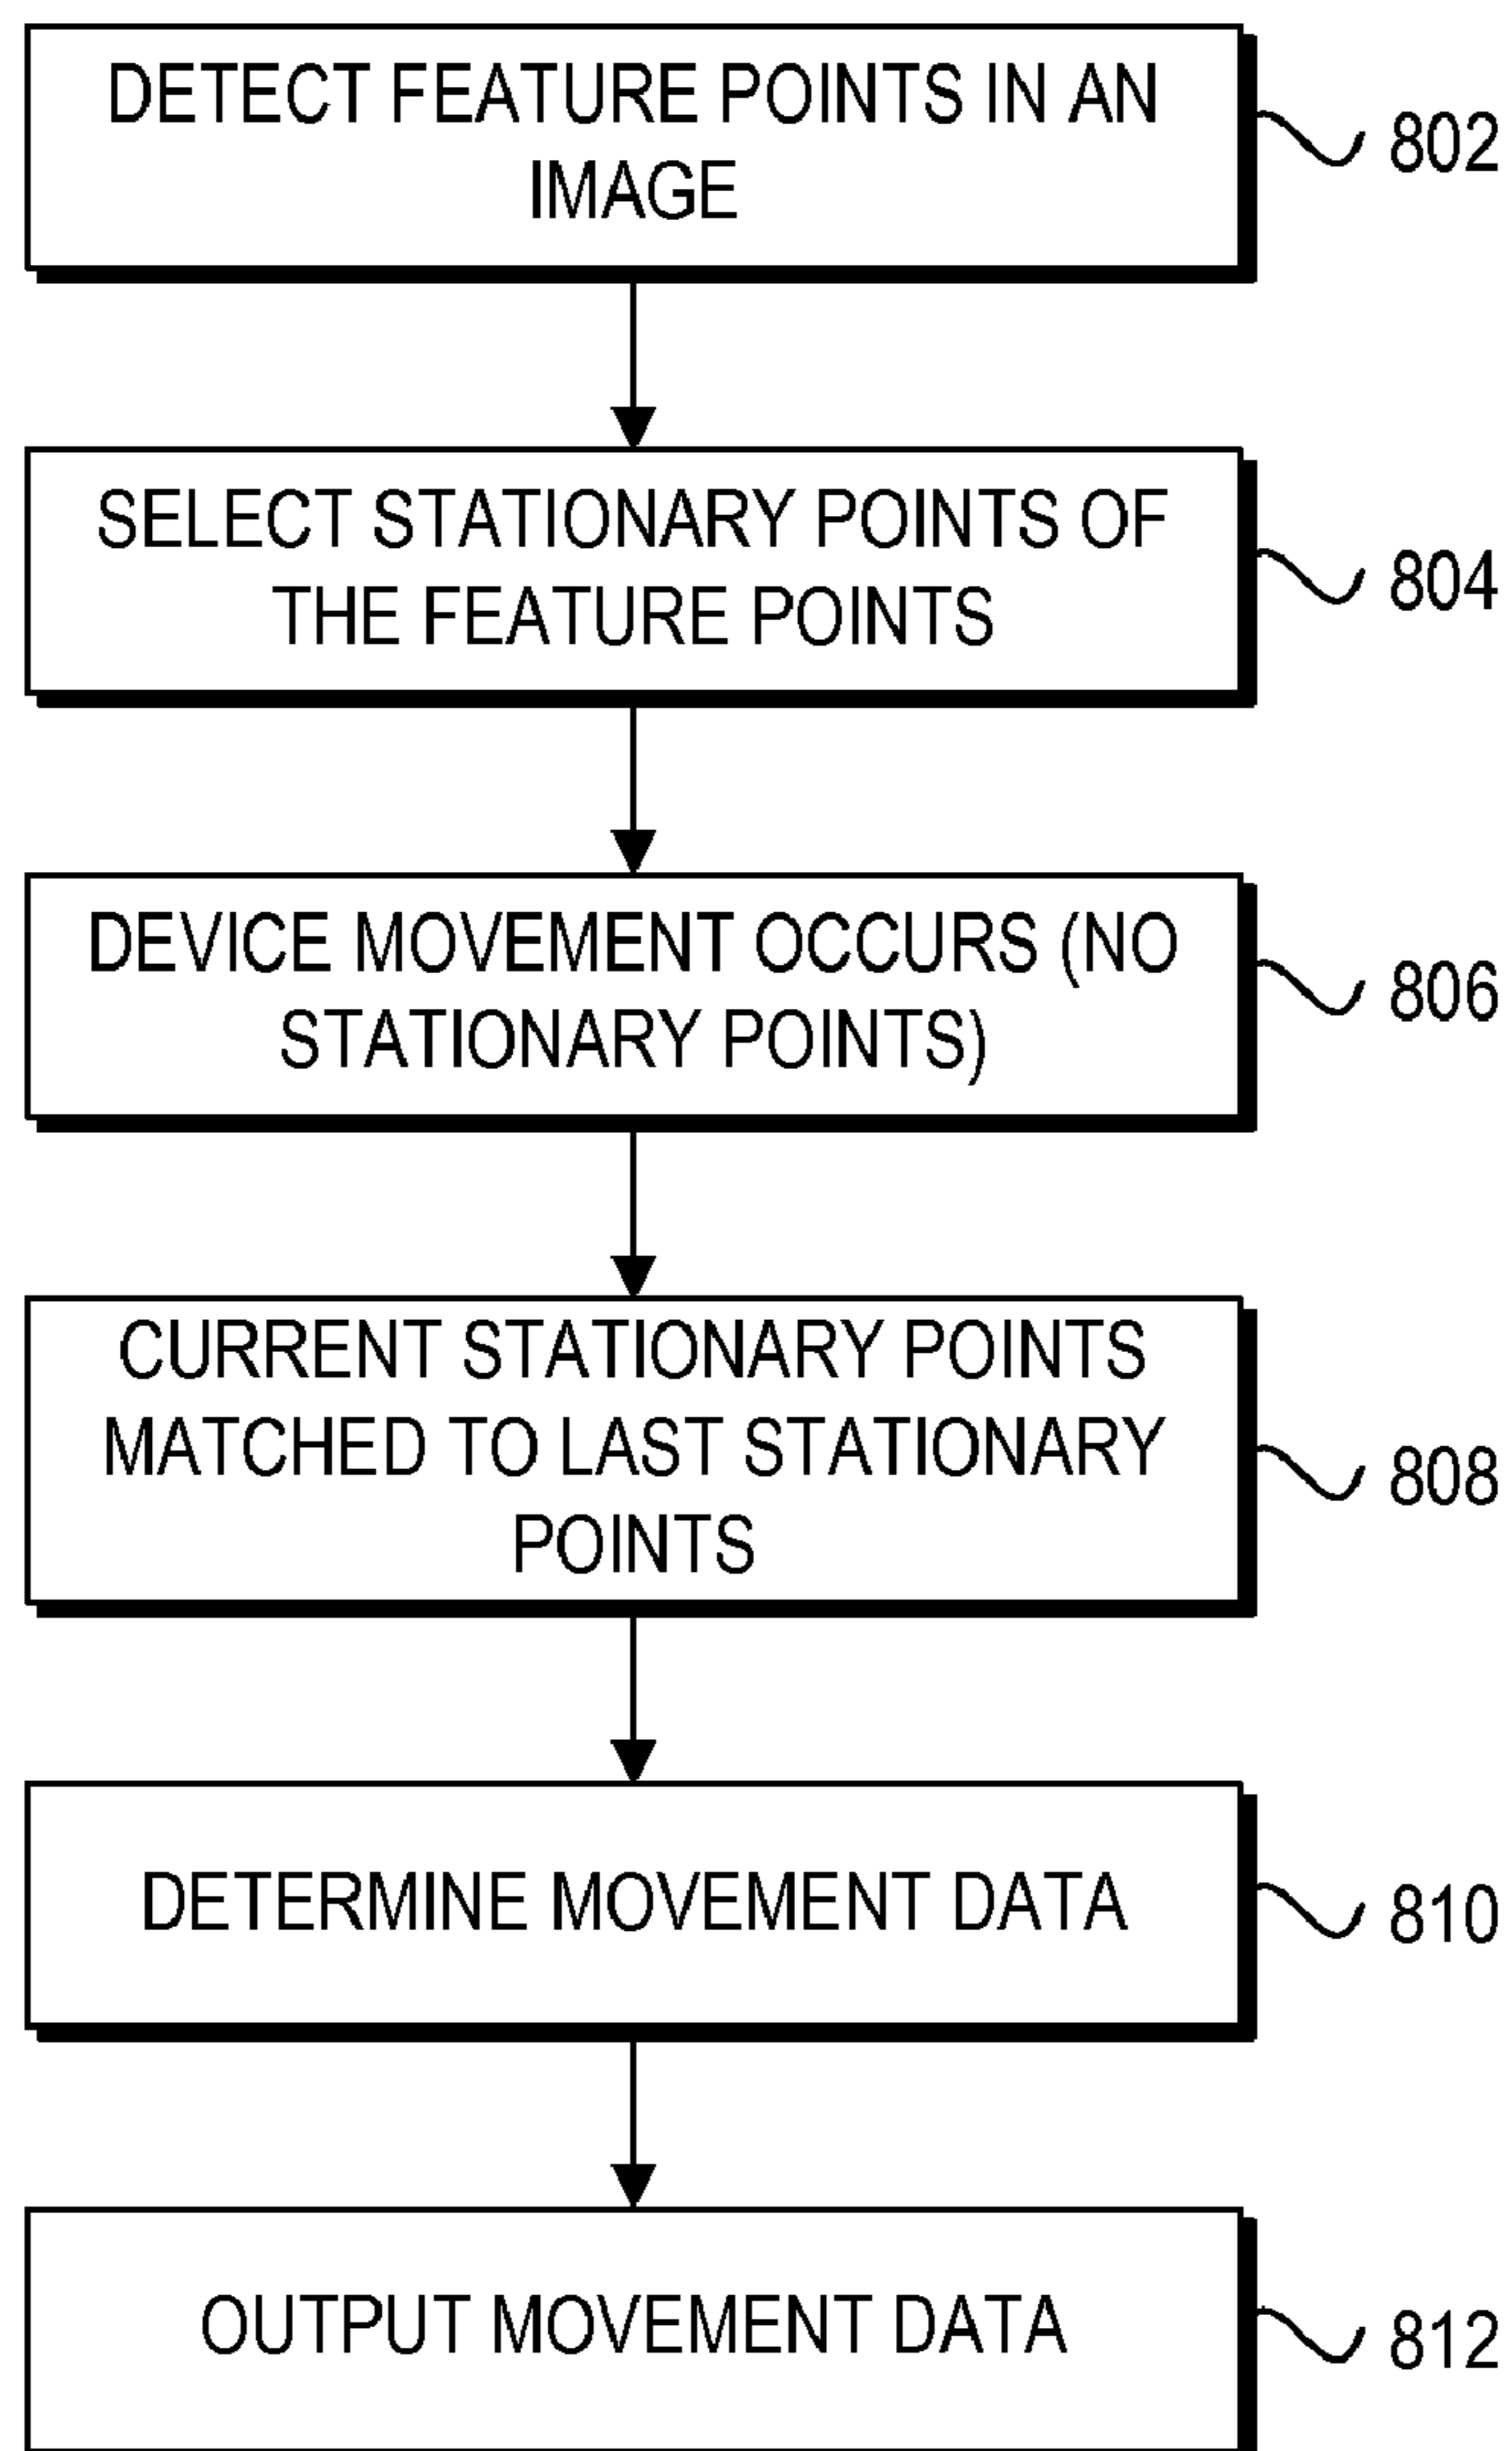 DETECT FEATURE POINTS IN AN
IMAGE
802
SELECT STATIONARY POINTS OF
THE FEATURE POINTS
804
DEVICE MOVEMENT OCCURS (NO
STATIONARY POINTS)
806
CURRENT STATIONARY POINTS
MATCHED TO LAST STATIONARY
POINTS
808
DETERMINE MOVEMENT DATA
810
OUTPUT MOVEMENT DATA
812